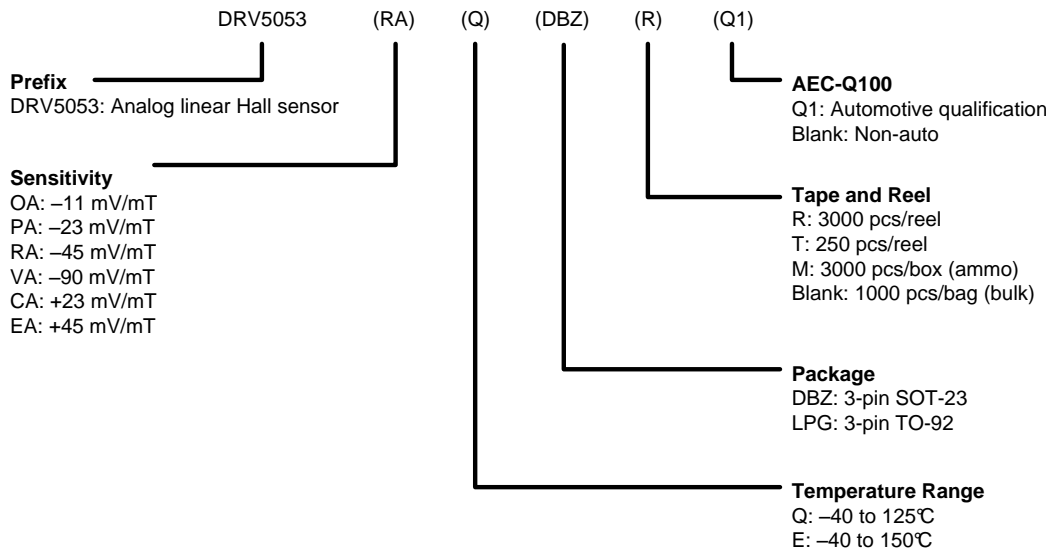 DRV5053 (RA) (Q) (DBZ) (R) (Q1)
Prefix
DRV5053: Analog linear Hall sensor
Sensitivity
OA: –11 mV/mT
PA: –23 mV/mT
RA: –45 mV/mT
VA: –90 mV/mT
CA: +23 mV/mT
EA: +45 mV/mT
AEC-Q100
Q1: Automotive qualification
Blank: Non-auto
Tape and Reel
R: 3000 pcs/reel
T: 250 pcs/reel
M: 3000 pcs/box (ammo)
Blank: 1000 pcs/bag (bulk)
Package
DBZ: 3-pin SOT-23
LPG: 3-pin TO-92
Temperature Range
Q: –40 to 125°C
E: –40 to 150°C